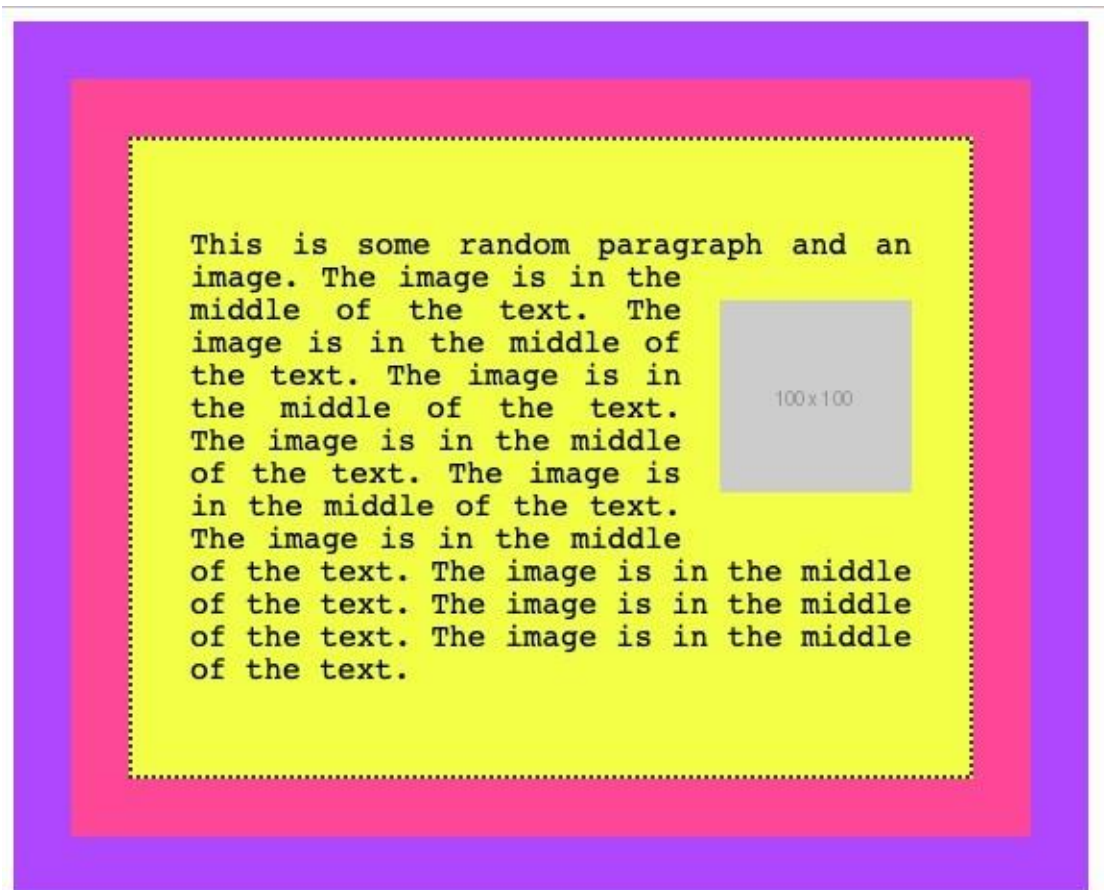 This is some random paragraph and an
image. The image is in the
middle of the text. The
image is in the middle of
the text. The image is in
the middle of the text.
The image is in the middle
of the text. The image is
in the middle of the text.
The image is in the middle
of the text. The image is in the middle
of the text. The image is in the middle
of the text. The image is in the middle
of the text.
100 x 100